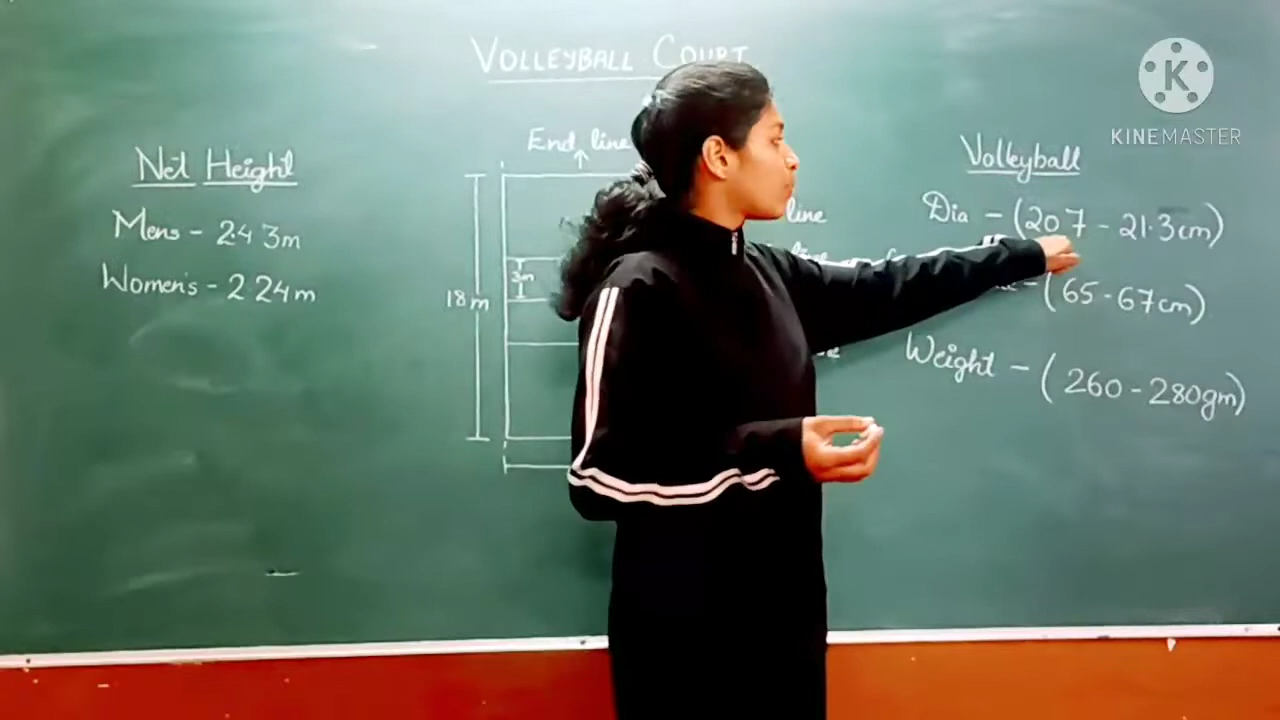 VOLLEYBALL COURT
Net Height
Mens - 2.43m
Women's - 2.24m
End line
3m
18m
line
Volleyball
Dia - (20.7 - 21.3cm)
- (65 - 67cm)
Weight - (260 - 280gm)
KINEMASTER